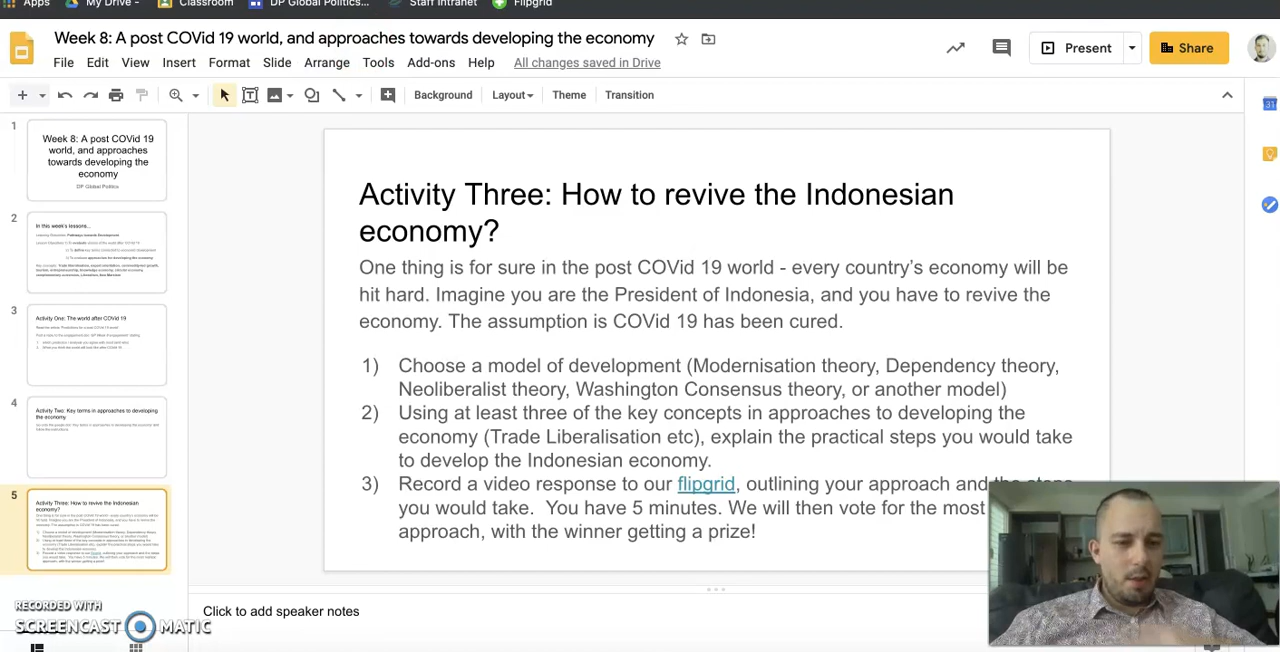 Apps My Drive - Classroom DP Global Politics... Staff Intranet Flipgrid
Week 8: A post COVid 19 world, and approaches towards developing the economy
Present
Share
File Edit View Insert Format Slide Arrange Tools Add-ons Help All changes saved in Drive
Background Layout Theme Transition
31
1
Week 8: A post COVid 19
world, and approaches
towards developing the
economy
DP Global Politics
2
In this week's lessons...
3
Activity One: The world after COVid 19
4
Activity Two: Key terms in approaches to developing
the economy
5
Activity Three: How to revive the Indonesian
economy?
Activity Three: How to revive the Indonesian
economy?
One thing is for sure in the post COVid 19 world - every country's economy will be
hit hard. Imagine you are the President of Indonesia, and you have to revive the
economy. The assumption is COVid 19 has been cured.
1) Choose a model of development (Modernisation theory, Dependency theory,
Neoliberalist theory, Washington Consensus theory, or another model)
2) Using at least three of the key concepts in approaches to developing the
economy (Trade Liberalisation etc), explain the practical steps you would take
to develop the Indonesian economy.
3) Record a video response to our flipgrid, outlining your approach and the steps
you would take. You have 5 minutes. We will then vote for the most
approach, with the winner getting a prize!
Click to add speaker notes
RECORDED WITH
SCREENCAST MATIC